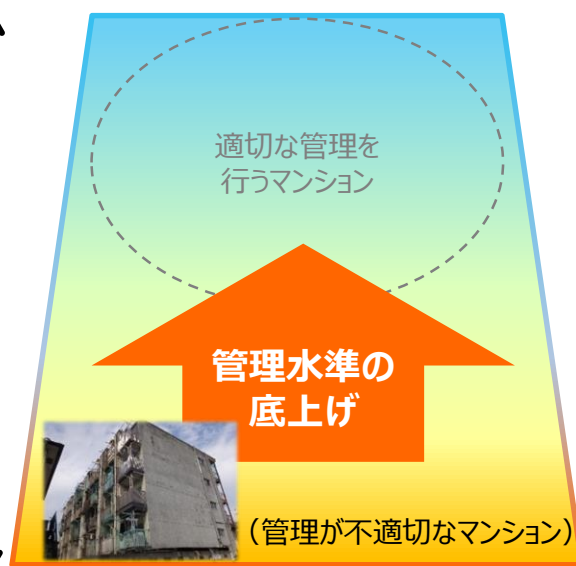 適切な管理を
行うマンション
管理水準の
底上げ
（管理が不適切なマンション）